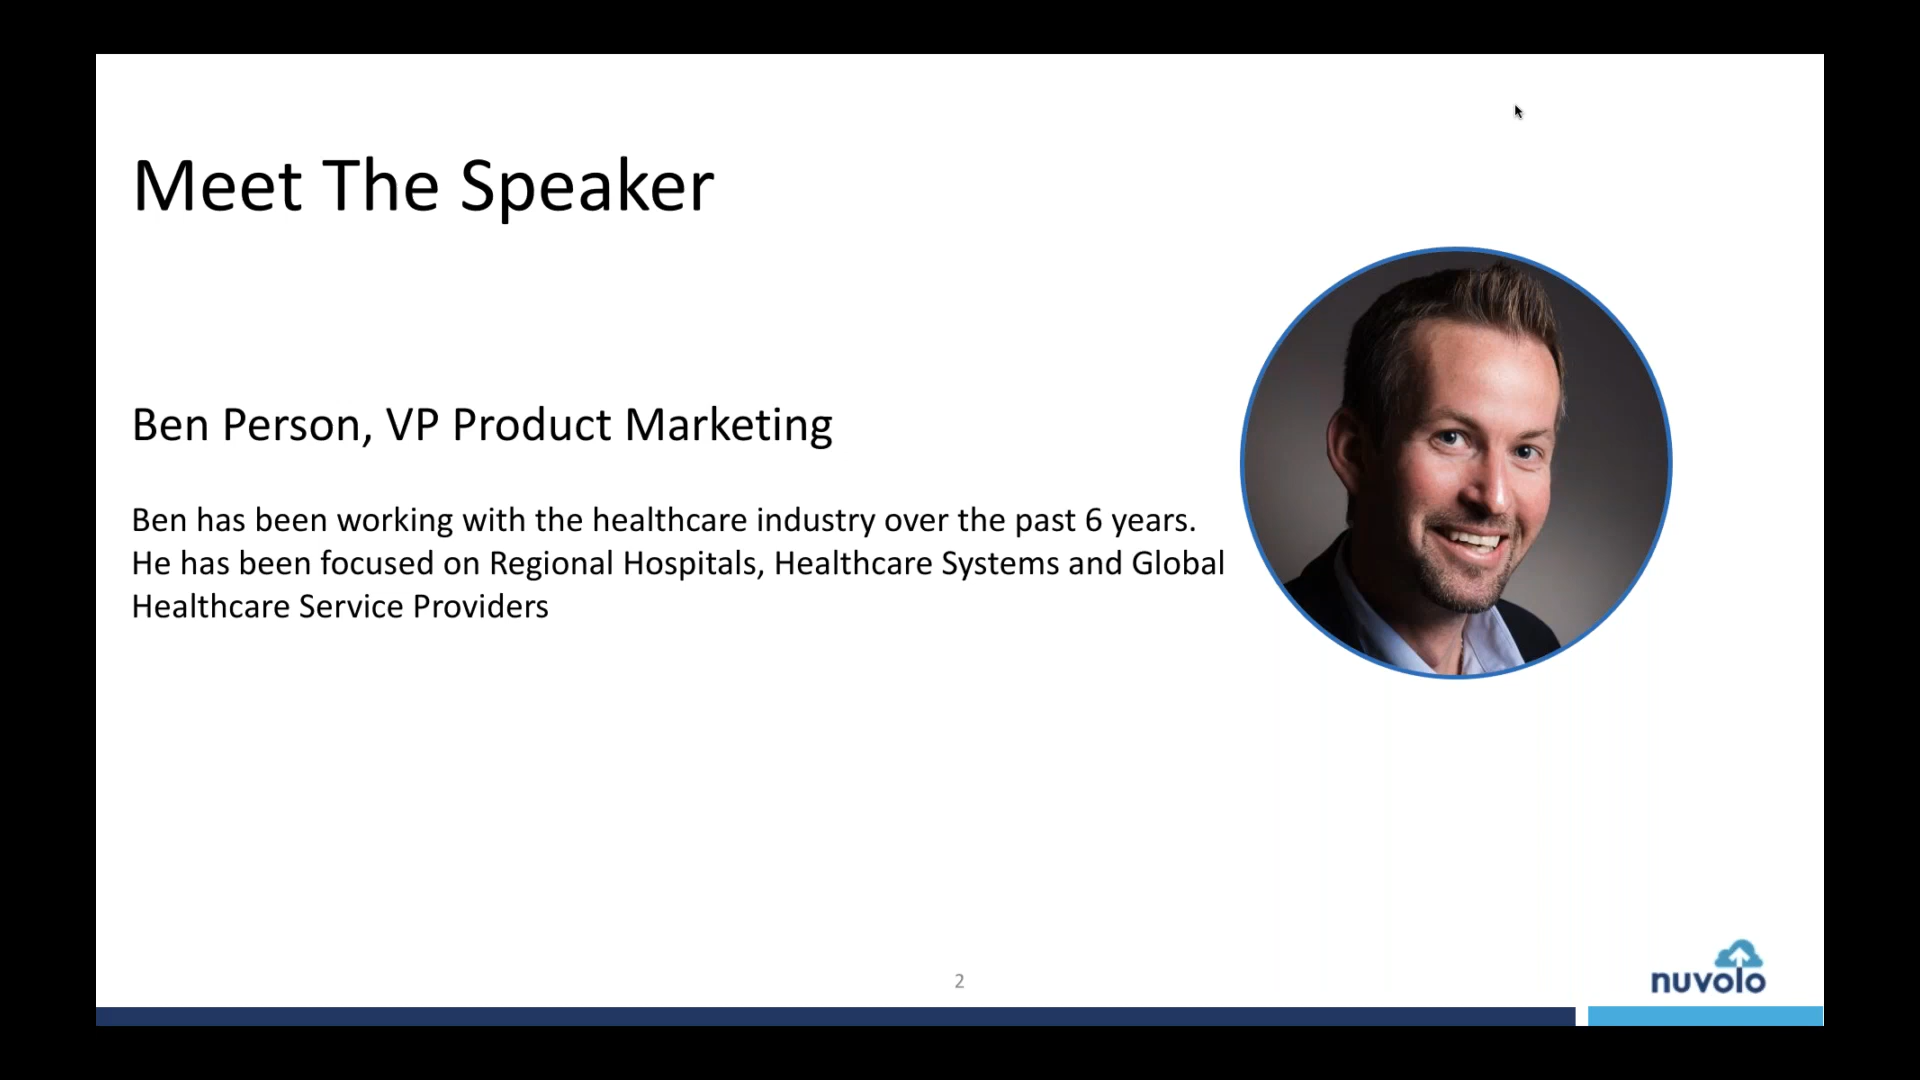 Meet The Speaker
Ben Person, VP Product Marketing
Ben has been working with the healthcare industry over the past 6 years.
He has been focused on Regional Hospitals, Healthcare Systems and Global
Healthcare Service Providers
2
nuvolo